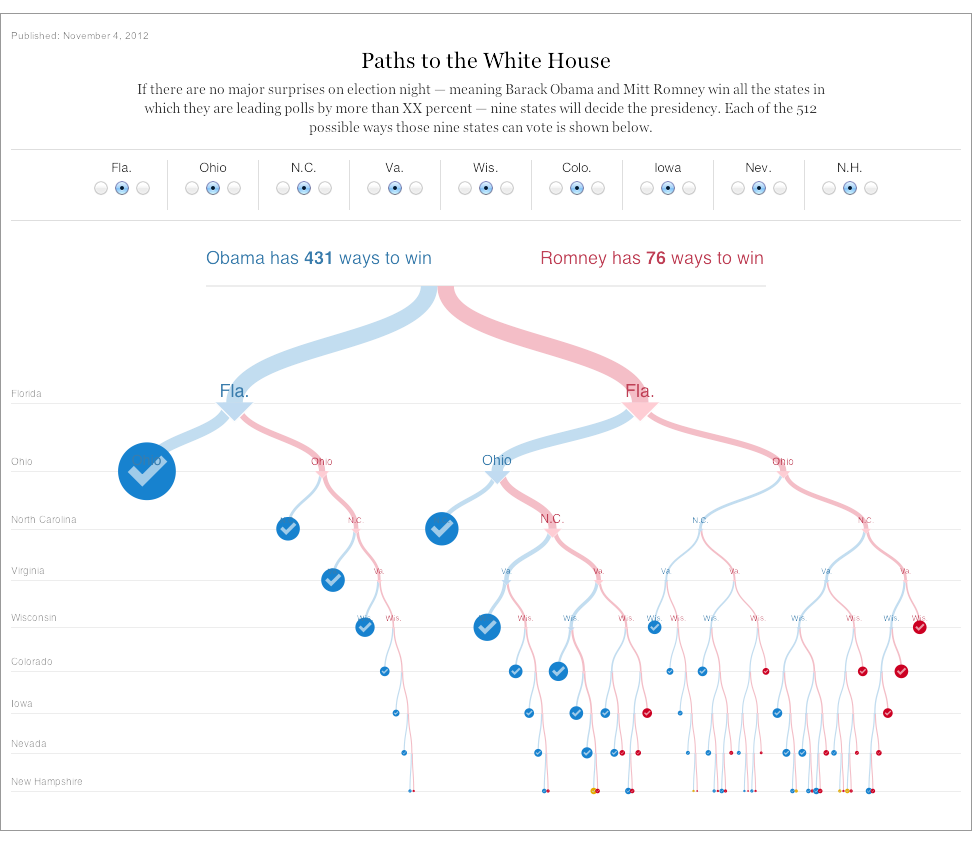 Published: November 4, 2012
Paths to the White House
If there are no major surprises on election night — meaning Barack Obama and Mitt Romney win all the states in
which they are leading polls by more than XX percent — nine states will decide the presidency. Each of the 512
possible ways those nine states can vote is shown below.
Fla. Ohio N.C. Va. Wis. Colo. Iowa Nev. N.H.
Obama has 431 ways to win Romney has 76 ways to win
Florida Fla. Fla.
Ohio Ohio Ohio Ohio
North Carolina N.C. N.C. N.C. N.C.
Virginia Va. Va. Va. Va. Va. Va. Va.
Wisconsin Wis. Wis. Wis. Wis. Wis. Wis. Wis. Wis. Wis. Wis. Wis. Wis. Wis.
Colorado
Iowa
Nevada
New Hampshire